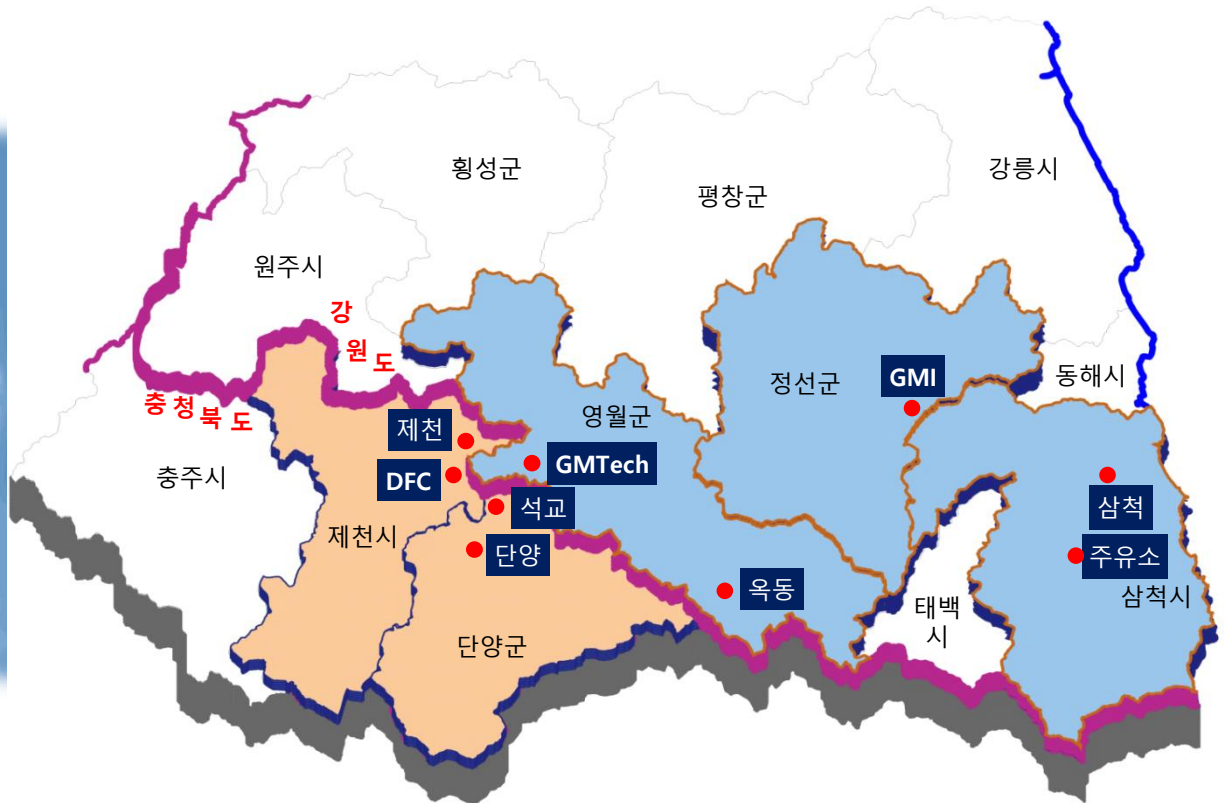 횡성군
평창군
강릉시
원주시
강원도
정선군
GMI
동해시
충청북도
제천
영월군
충주시
DFC
GMTech
삼척
석교
제천시
단양
주유소
옥동
삼척시
태백
시
단양군